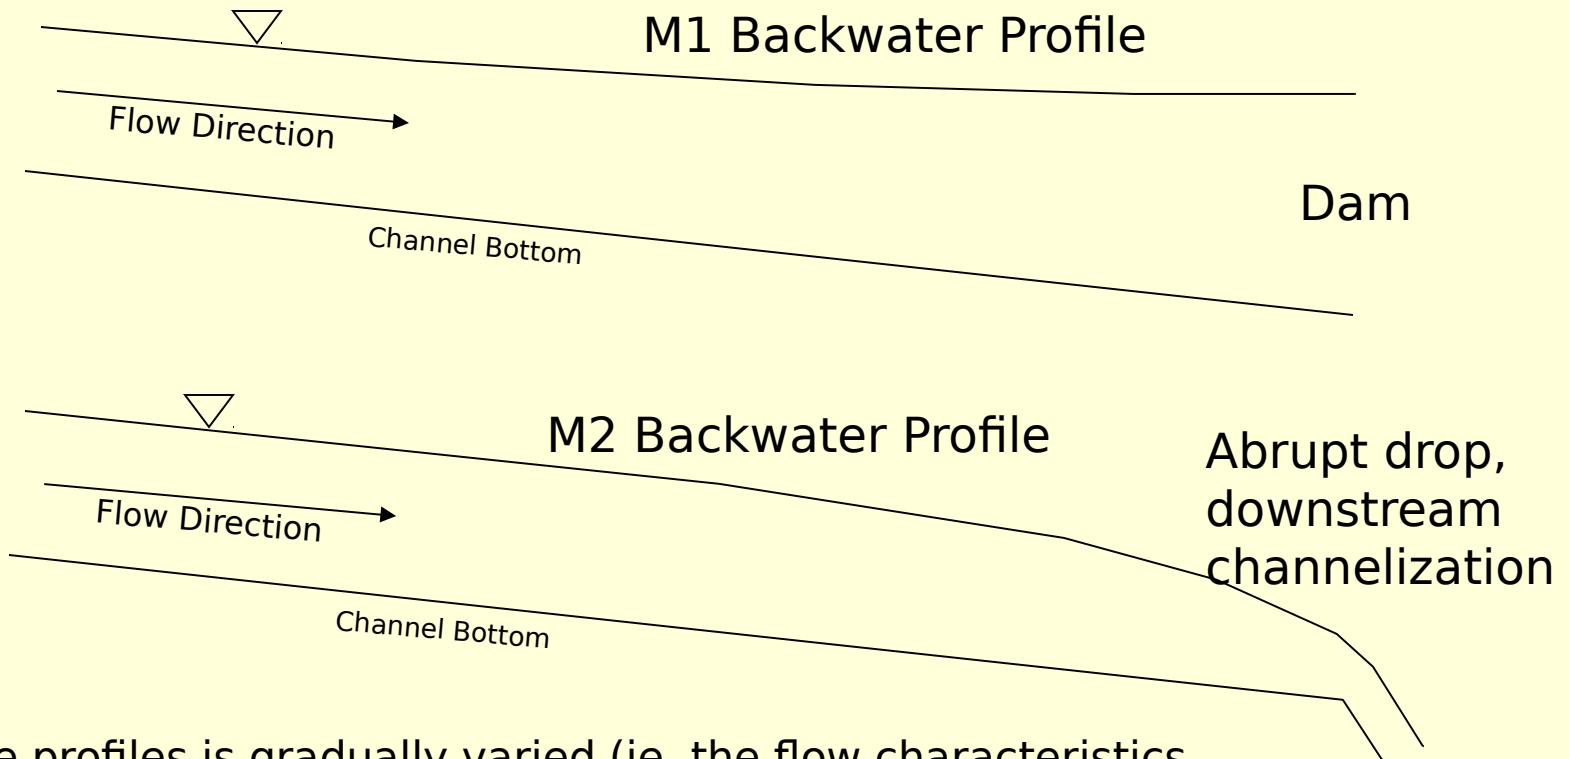 M1 Backwater Profile
Flow Direction
Dam
Channel Bottom
M2 Backwater Profile
Abrupt drop,
downstream
channelization
Flow Direction
Channel Bottom
profiles is gradually varied (ie. the flow characteristics